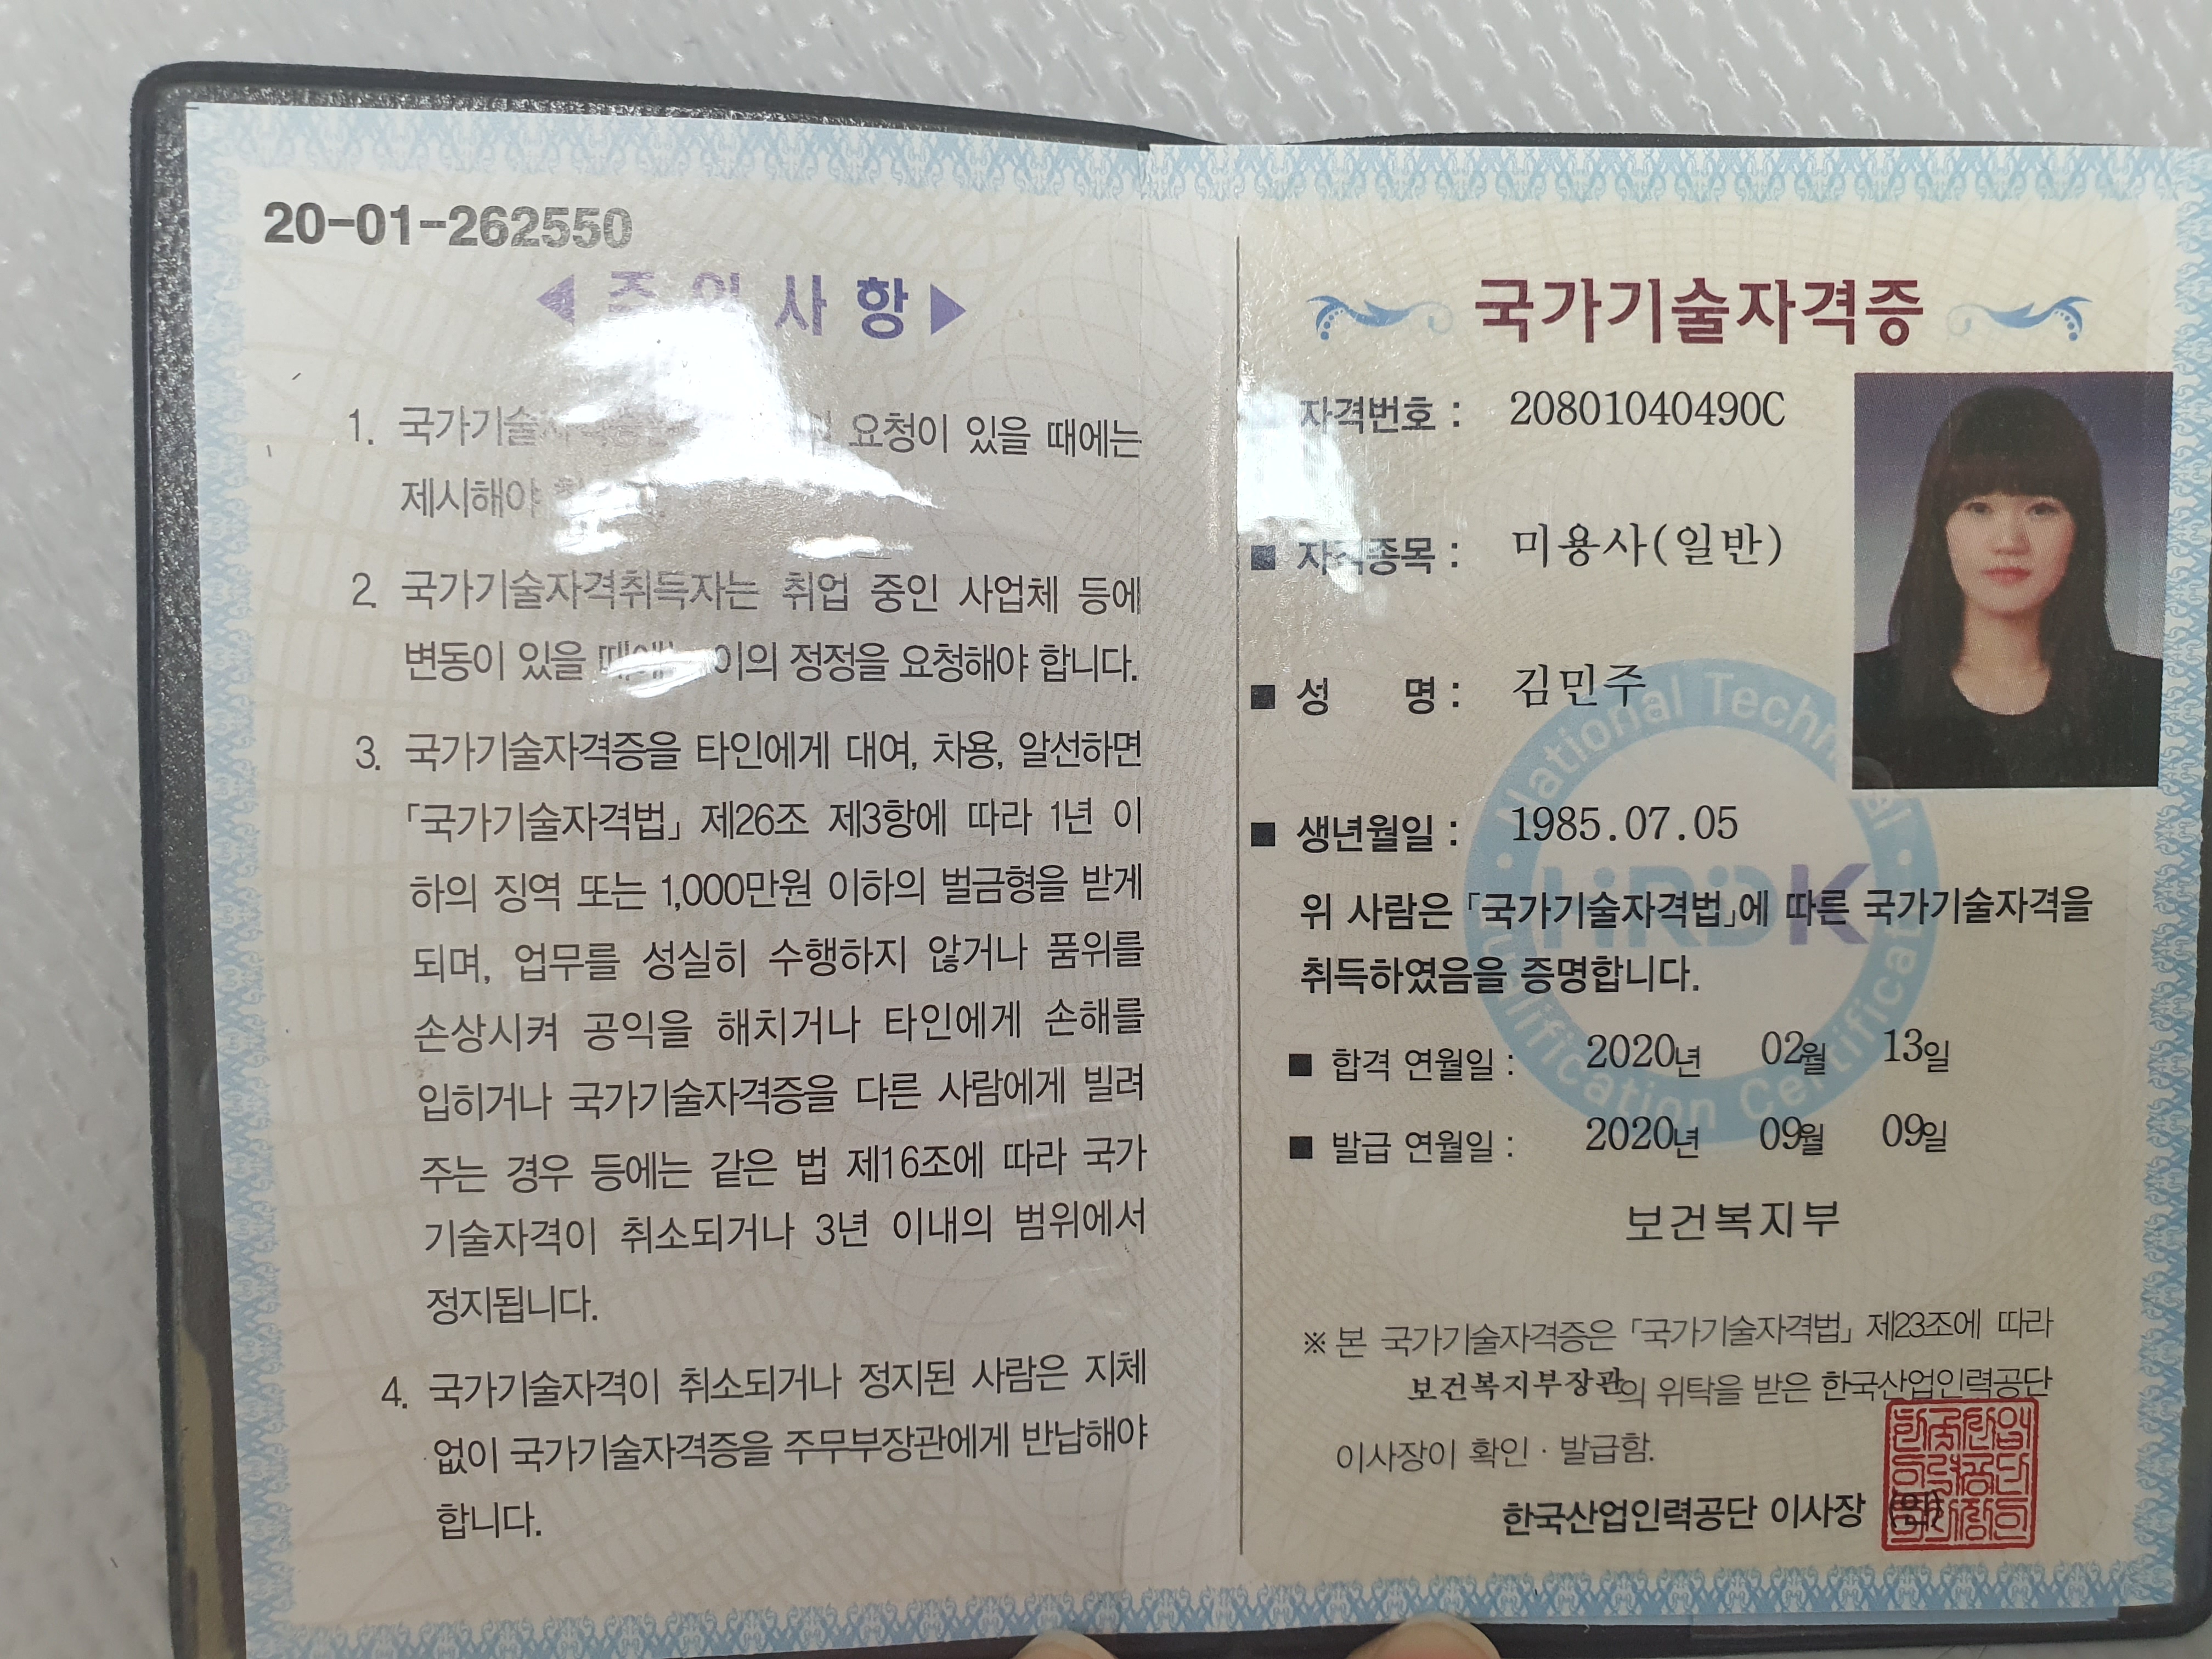 20-01-262550
◀ 주 의 사 항 ▶
1. 국가기술 요청이 있을 때에는
제시해야
2. 국가기술자격취득자는 취업 중인 사업체 등에
변동이 있을 때에는 이의 정정을 요청해야 합니다.
3. 국가기술자격증을 타인에게 대여, 차용, 알선하면
「국가기술자격법」 제26조 제3항에 따라 1년 이
하의 징역 또는 1,000만원 이하의 벌금형을 받게
되며, 업무를 성실히 수행하지 않거나 품위를
손상시켜 공익을 해치거나 타인에게 손해를
입히거나 국가기술자격증을 다른 사람에게 빌려
주는 경우 등에는 같은 법 제16조에 따라 국가
기술자격이 취소되거나 3년 이내의 범위에서
정지됩니다.
4. 국가기술자격이 취소되거나 정지된 사람은 지체
없이 국가기술자격증을 주무부장관에게 반납해야
합니다.
국가기술자격증
자격번호 : 20801040490C
■ 자격종목 : 미용사(일반)
■ 성 명 : 김민주
■ 생년월일 : 1985.07.05
위 사람은 「국가기술자격법」에 따른 국가기술자격을
취득하였음을 증명합니다.
■ 합격 연월일 : 2020년 02월 13일
■ 발급 연월일 : 2020년 09월 09일
보건복지부
※ 본 국가기술자격증은 「국가기술자격법」 제23조에 따라
보건복지부장관의 위탁을 받은 한국산업인력공단
이사장이 확인 · 발급함.
한국산업인력공단 이사장 (인)
National Techn
HRDK
Certificat